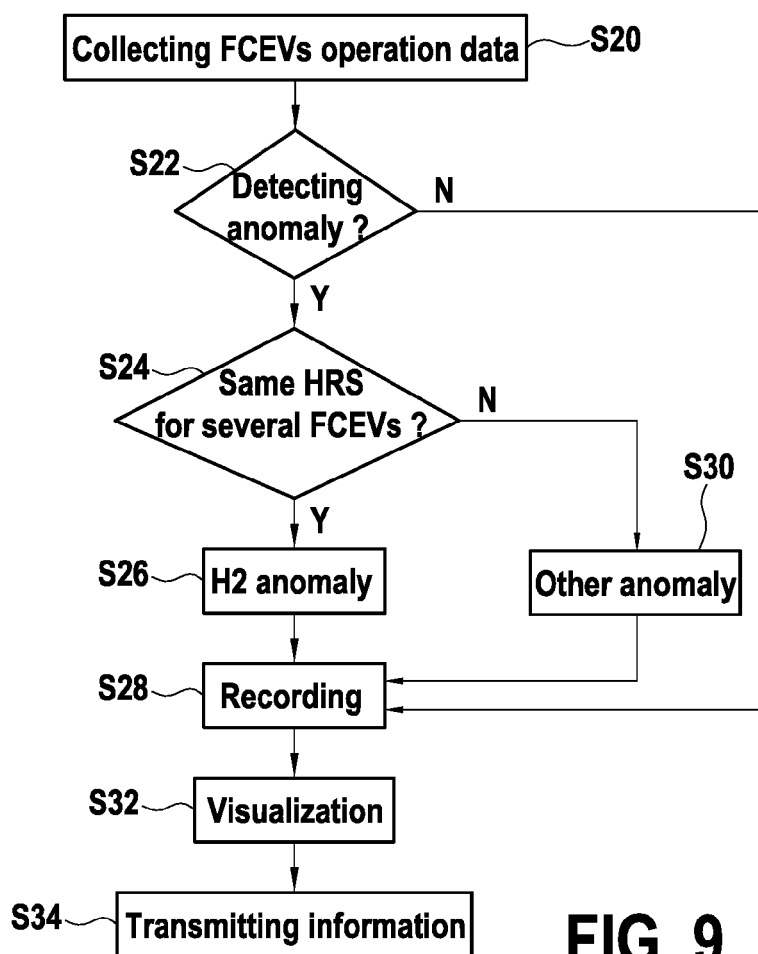 Collecting FCEVs operation data
S20
S22
Detecting
anomaly ?
N
Y
S24
Same HRS
for several FCEVs ?
N
Y
S30
S26
H2 anomaly
Other anomaly
S28
Recording
S32
Visualization
S34
Transmitting information
FIG. 9